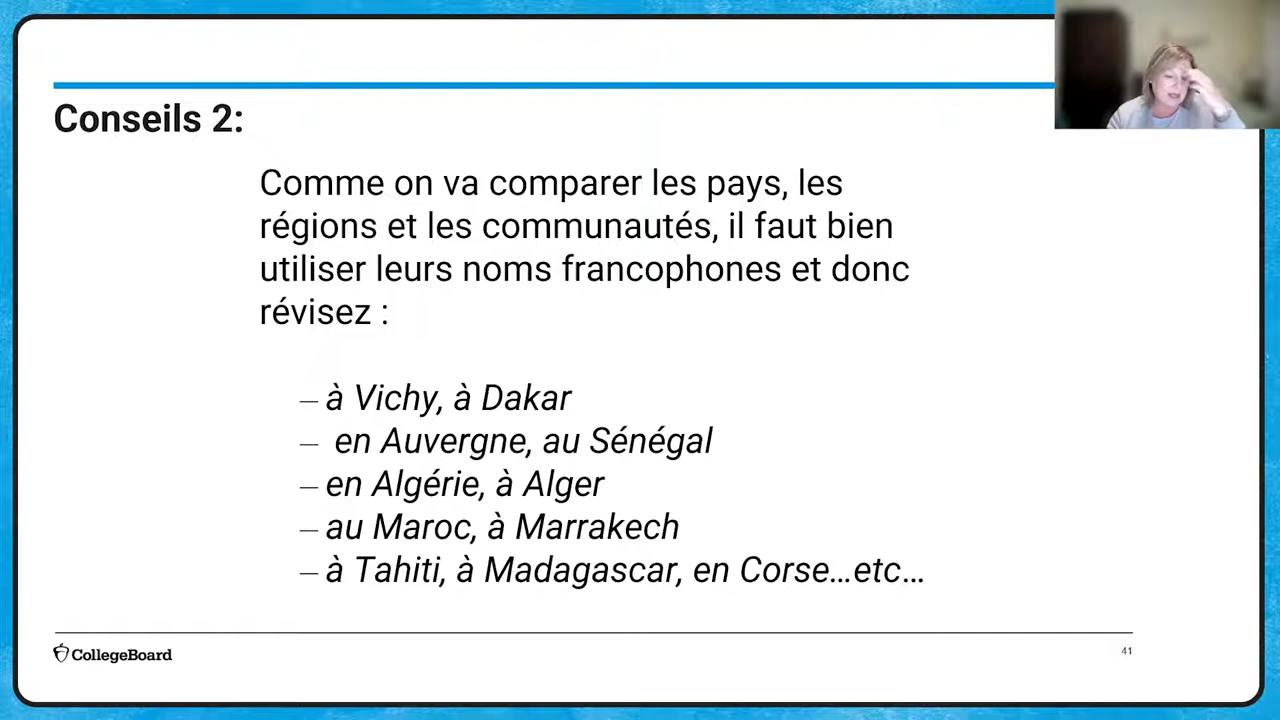 Conseils 2:
Comme on va comparer les pays, les
régions et les communautés, il faut bien
utiliser leurs noms francophones et donc
révisez :
– à Vichy, à Dakar
– en Auvergne, au Sénégal
– en Algérie, à Alger
– au Maroc, à Marrakech
– à Tahiti, à Madagascar, en Corse…etc…
CollegeBoard
41